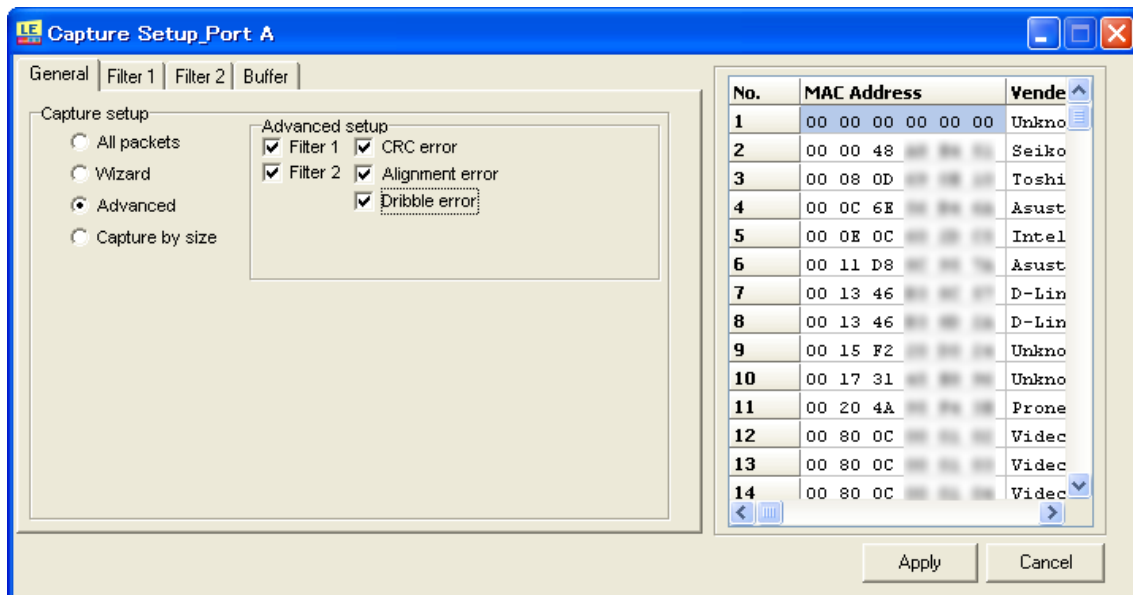 LE Capture Setup_Port A
General Filter 1 Filter 2 Buffer
Capture setup
All packets
Wizard
Advanced
Capture by size
Advanced setup
Filter 1 CRC error
Filter 2 Alignment error
Dribble error
No. MAC Address Vende
1 00 00 00 00 00 00 Unkno
2 00 00 48 Seiko
3 00 08 0D Toshi
4 00 0C 6E Asust
5 00 0E 0C Intel
6 00 11 D8 Asust
7 00 13 46 D-Lin
8 00 13 46 D-Lin
9 00 15 F2 Unkno
10 00 17 31 Unkno
11 00 20 4A Prone
12 00 80 0C Videc
13 00 80 0C Videc
14 00 80 0C Videc
Apply Cancel